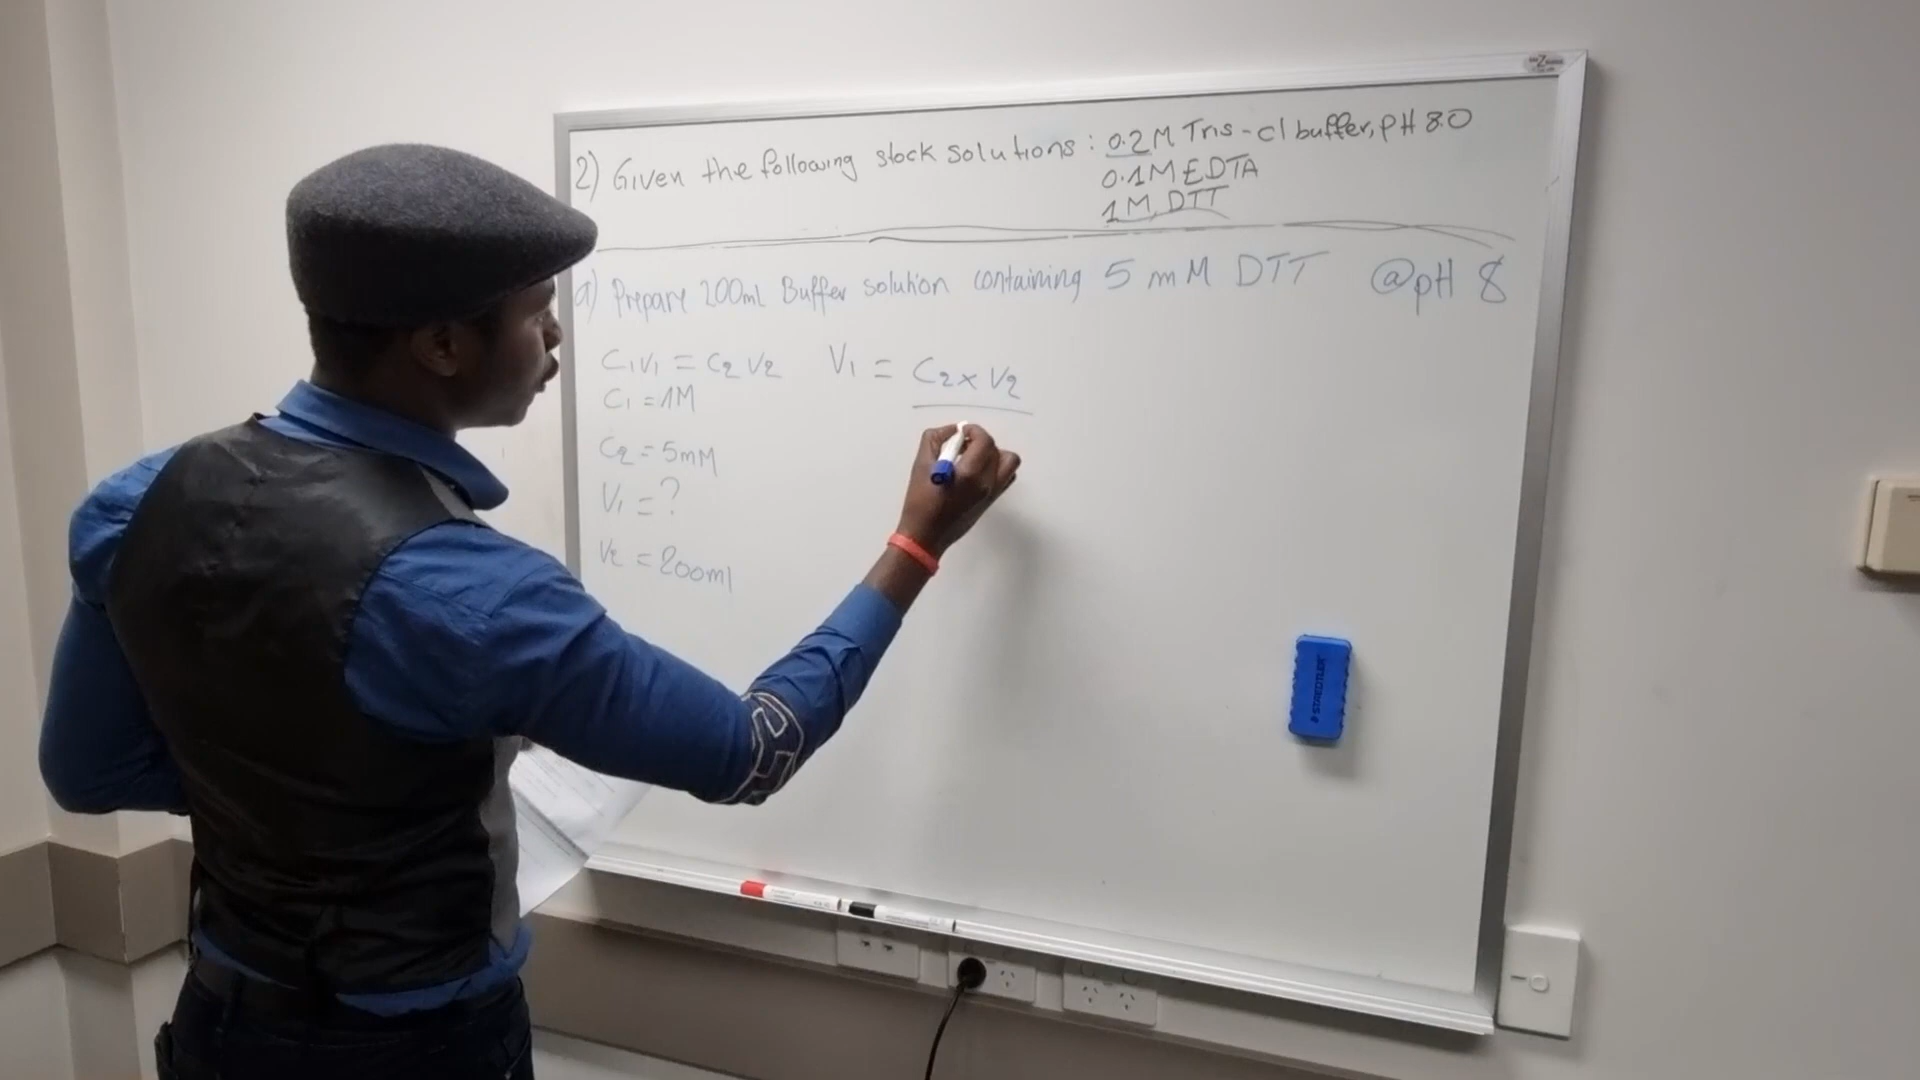 2) Given the following stock solutions : 0.2M Tris-cl buffer, pH 8.0
0.1M EDTA
1M DTT
a) Prepare 200ml Buffer solution containing 5 mM DTT @pH 8
C1V1 = C2V2
C1 = 1M
C2 = 5mM
V1 = ?
V2 = 200ml
V1 = C2 x V2
STAEDTLER